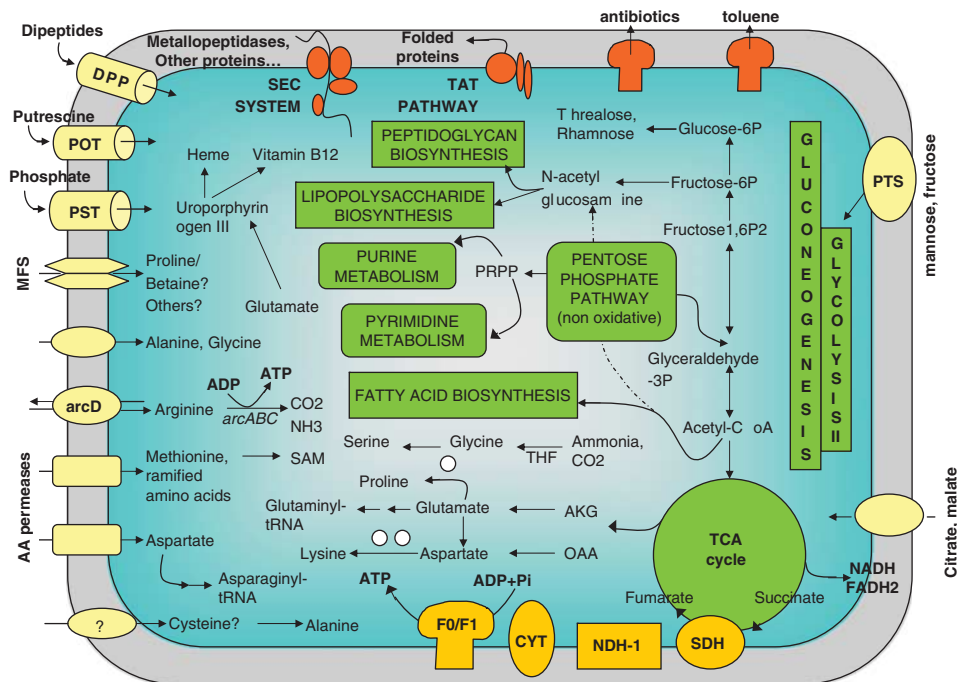 antibiotics
toluene
Dipeptides
Metallopeptidases,
Other proteins...
Folded
proteins
DPP
SEC
SYSTEM
TAT
PATHWAY
Putrescine
POT
Phosphate
PST
MFS
Heme
Vitamin B12
Uroporphyrin
ogen III
Glutamate
PEPTIDOGLYCAN
BIOSYNTHESIS
LIPOPOLYSACCHARIDE
BIOSYNTHESIS
PURINE
METABOLISM
PYRIMIDINE
METABOLISM
PRPP
T hrealose,
Rhamnose
Glucose-6P
N-acetyl
glucosam ine
Fructose-6P
Fructose1,6P2
PENTOSE
PHOSPHATE
PATHWAY
(non oxidative)
Glyceraldehyde
-3P
Acetyl-C oA
GLUCONEOGENESIS
GLYCOLYSISII
PTS
mannose, fructose
Proline/
Betaine?
Others?
Alanine, Glycine
arcD
Arginine
ADP
ATP
arcABC
CO2
NH3
FATTY ACID BIOSYNTHESIS
AA permeases
Methionine,
ramified
amino acids
SAM
Serine
Glycine
THF
Ammonia,
CO2
Proline
Glutaminyl-
tRNA
Glutamate
AKG
Lysine
Aspartate
OAA
Aspartate
Asparaginyl-
tRNA
?
Cysteine?
Alanine
ATP
ADP+Pi
F0/F1
CYT
NDH-1
SDH
TCA
cycle
Fumarate
Succinate
NADH
FADH2
Citrate, malate